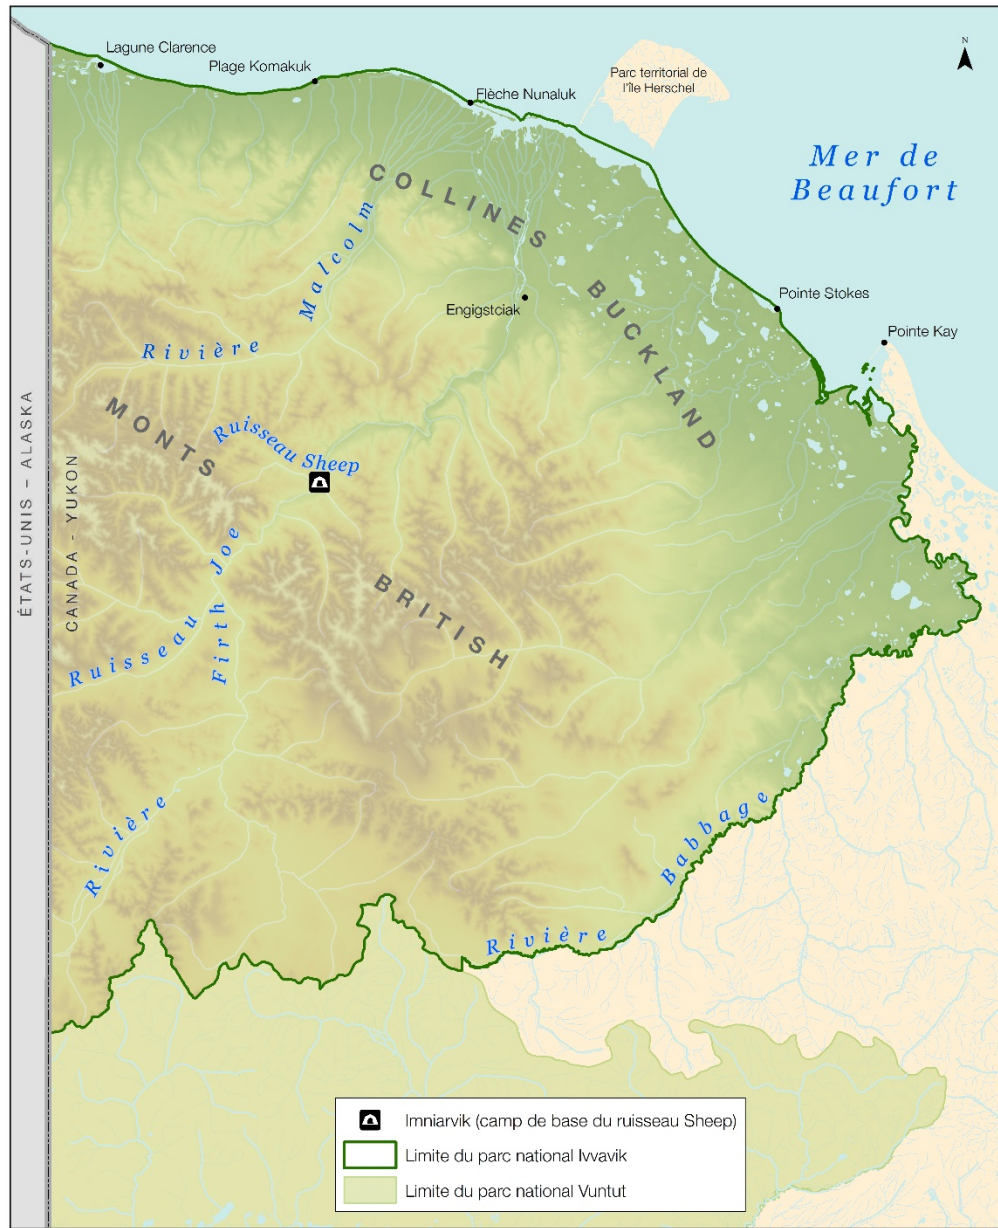 Lagune Clarence
Plage Komakuk
Flèche Nunaluk
Parc territorial de
l'île Herschel
N
Mer de
Beaufort
COLLINES
BUCKLAND
Rivière Malcolm
Engigstciak
Pointe Stokes
Pointe Kay
MONTS
BRITISH
Ruisseau Sheep
ÉTATS-UNIS – ALASKA
CANADA - YUKON
Ruisseau Joe
Rivière Firth
Rivière Babbage
Imniarvik (camp de base du ruisseau Sheep)
Limite du parc national Ivvavik
Limite du parc national Vuntut